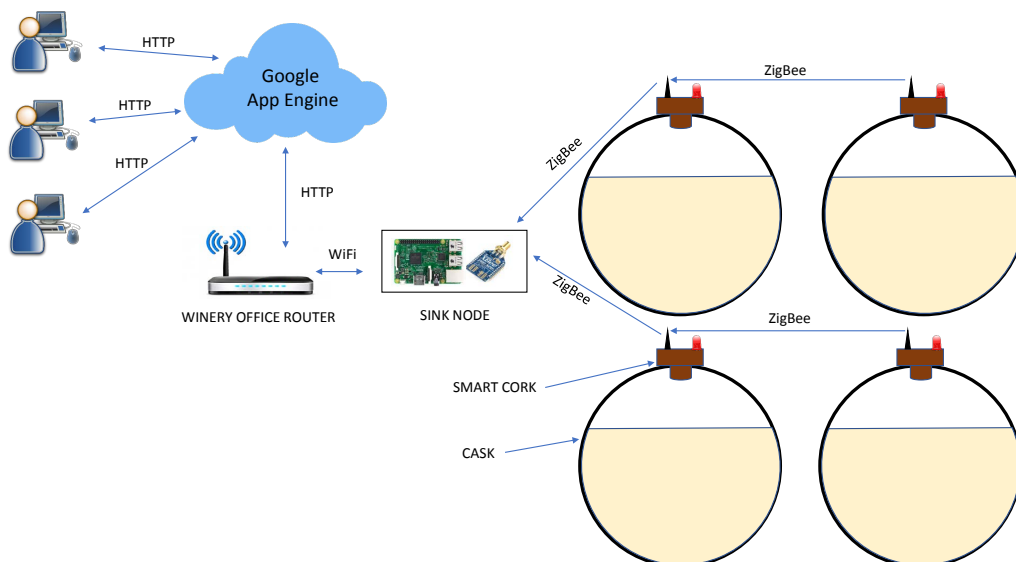 HTTP
HTTP
HTTP
Google
App Engine
HTTP
WiFi
WINERY OFFICE ROUTER
SINK NODE
ZigBee
ZigBee
ZigBee
ZigBee
SMART CORK
CASK